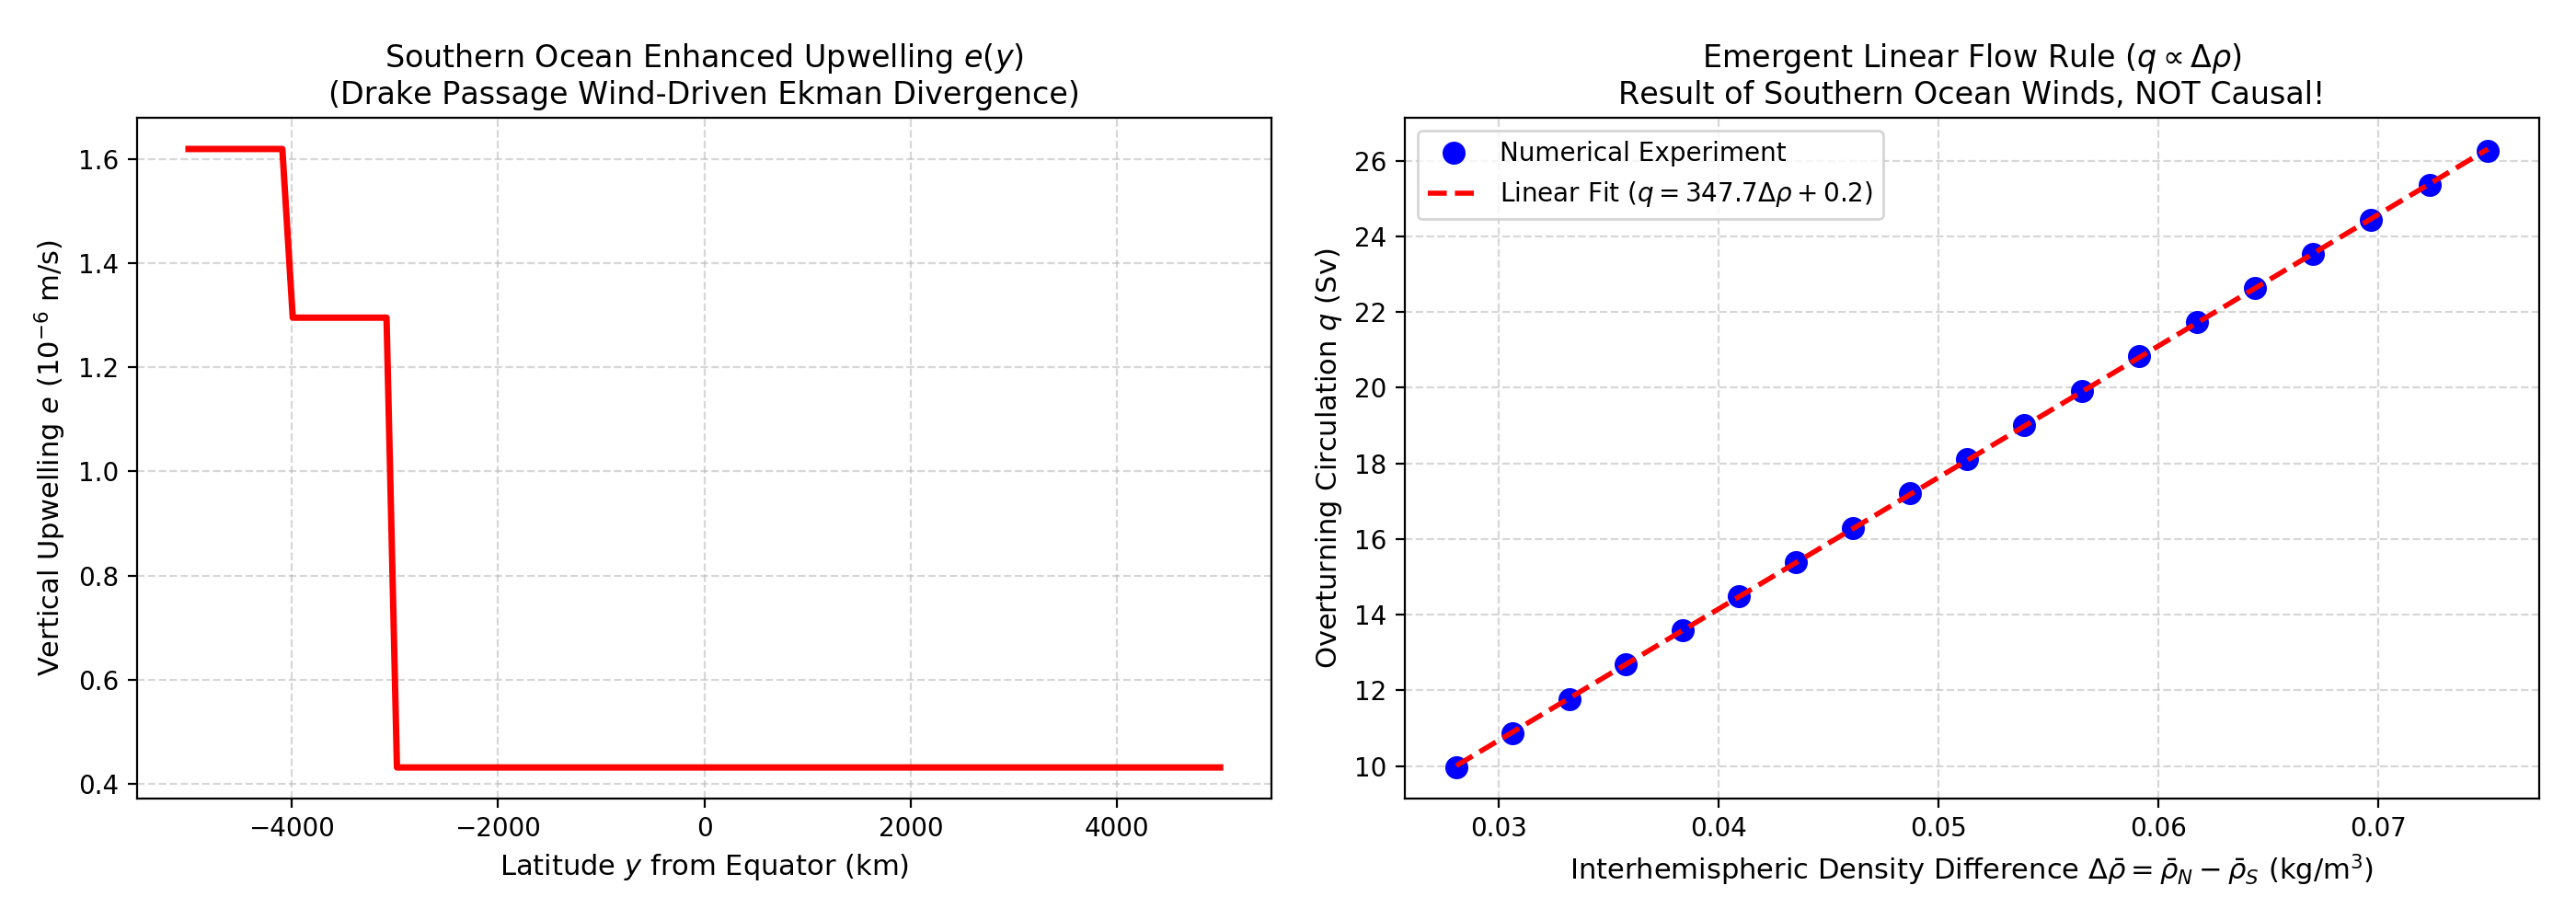 Southern Ocean Enhanced Upwelling e(y)
(Drake Passage Wind-Driven Ekman Divergence)
1.6
1.4
1.2
1.0
0.8
0.6
0.4
Vertical Upwelling e (10⁻⁶ m/s)
−4000
−2000
0
2000
4000
Latitude y from Equator (km)
Emergent Linear Flow Rule (q ∝ Δρ)
Result of Southern Ocean Winds, NOT Causal!
Numerical Experiment
Linear Fit (q = 347.7Δρ + 0.2)
26
24
22
20
18
16
14
12
10
Overturning Circulation q (Sv)
0.03
0.04
0.05
0.06
0.07
Interhemispheric Density Difference Δρ̄ = ρ̄_N − ρ̄_S (kg/m³)